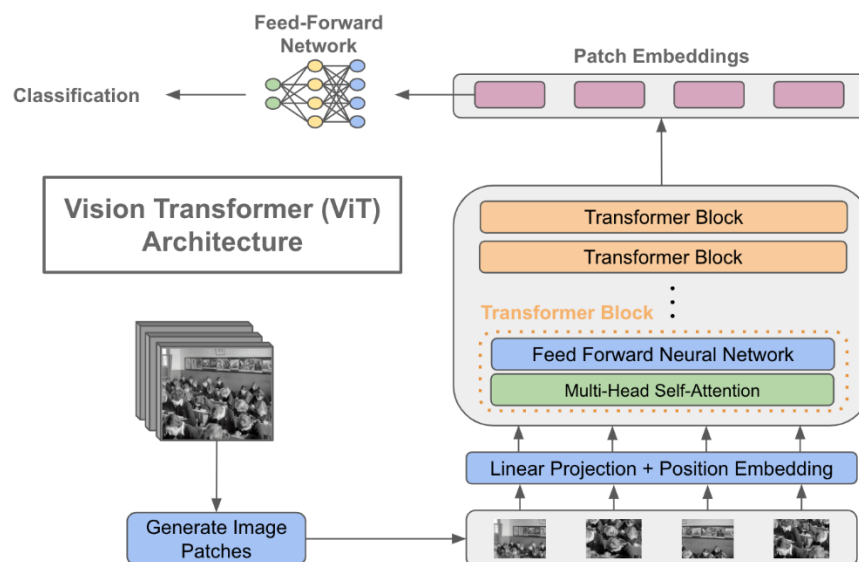 Feed-Forward
Network
Patch Embeddings
Classification
Vision Transformer (ViT)
Architecture
Transformer Block
Transformer Block
Transformer Block
Feed Forward Neural Network
Multi-Head Self-Attention
Linear Projection + Position Embedding
Generate Image
Patches